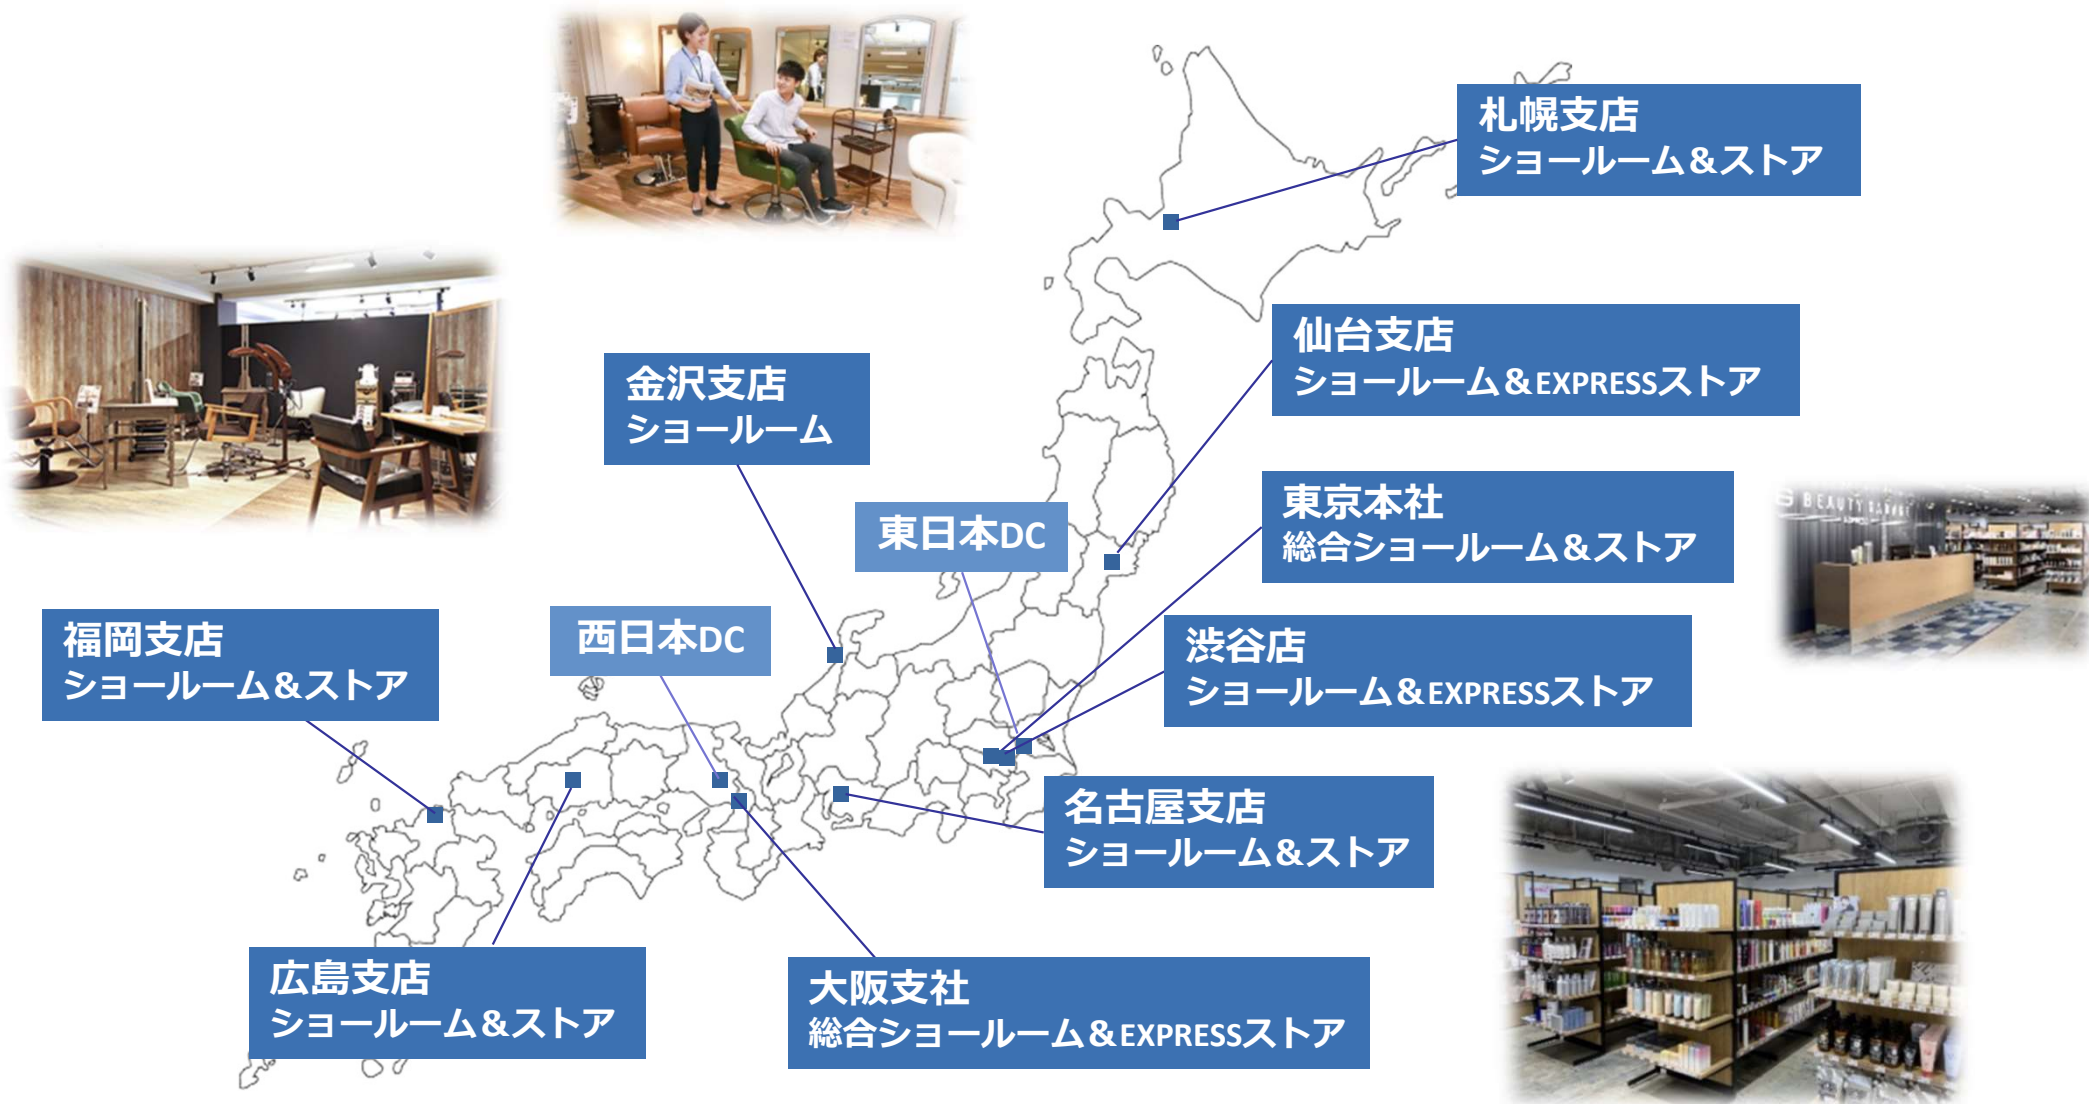 札幌支店
ショールーム＆ストア
仙台支店
ショールーム＆EXPRESSストア
金沢支店
ショールーム
東日本DC
東京本社
総合ショールーム＆ストア
BEAUTY GARAGE
西日本DC
福岡支店
ショールーム＆ストア
渋谷店
ショールーム＆EXPRESSストア
名古屋支店
ショールーム＆ストア
広島支店
ショールーム＆ストア
大阪支社
総合ショールーム＆EXPRESSストア